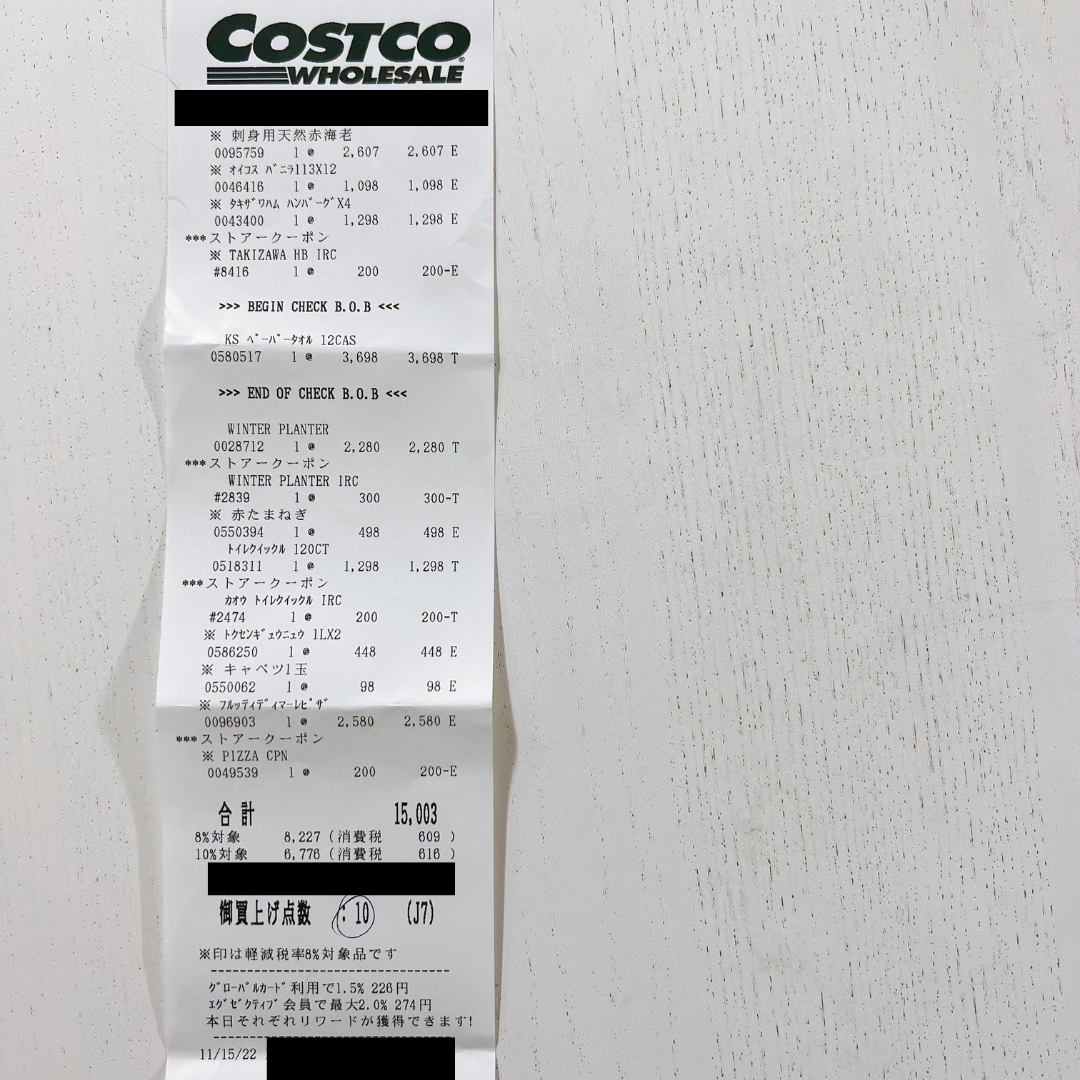 COSTCO
WHOLESALE
※ 刺身用天然赤海老
0095759 1 @ 2,607 2,607 E
※ ｵｲｺｽ ﾊﾞﾆﾗ113X12
0046416 1 @ 1,098 1,098 E
※ ﾀｷｻﾞﾜﾊﾑ ﾊﾝﾊﾞｰｸﾞX4
0043400 1 @ 1,298 1,298 E
***ストアークーポン
※ TAKIZAWA HB IRC
#8416 1 @ 200 200-E
>>> BEGIN CHECK B.O.B <<<
KS ﾍﾟｰﾊﾟｰﾀｵﾙ 12CAS
0580517 1 @ 3,698 3,698 T
>>> END OF CHECK B.O.B <<<
WINTER PLANTER
0028712 1 @ 2,280 2,280 T
***ストアークーポン
WINTER PLANTER IRC
#2839 1 @ 300 300-T
※ 赤たまねぎ
0550394 1 @ 498 498 E
ﾄｲﾚｸｲｯｸﾙ 120CT
0518311 1 @ 1,298 1,298 T
***ストアークーポン
ｶｵｳ ﾄｲﾚｸｲｯｸﾙ IRC
#2474 1 @ 200 200-T
※ ﾄｸｾﾝｷﾞｭｳﾆｭｳ 1LX2
0586250 1 @ 448 448 E
※ キャベツ1玉
0550062 1 @ 98 98 E
※ ﾌﾙｯﾃｨﾃﾞｨﾏｰﾚﾋﾟｻﾞ
0096903 1 @ 2,580 2,580 E
***ストアークーポン
※ PIZZA CPN
0049539 1 @ 200 200-E
合計 15,003
8%対象 8,227 (消費税 609 )
10%対象 6,776 (消費税 616 )
御買上げ点数 : 10 (J7)
※印は軽減税率8%対象品です
ｸﾞﾛｰﾊﾞﾙｶｰﾄﾞ利用で1.5% 226円
ｴｸﾞｾﾞｸﾃｨﾌﾞ会員で最大2.0% 274円
本日それぞれリワードが獲得できます!
11/15/22